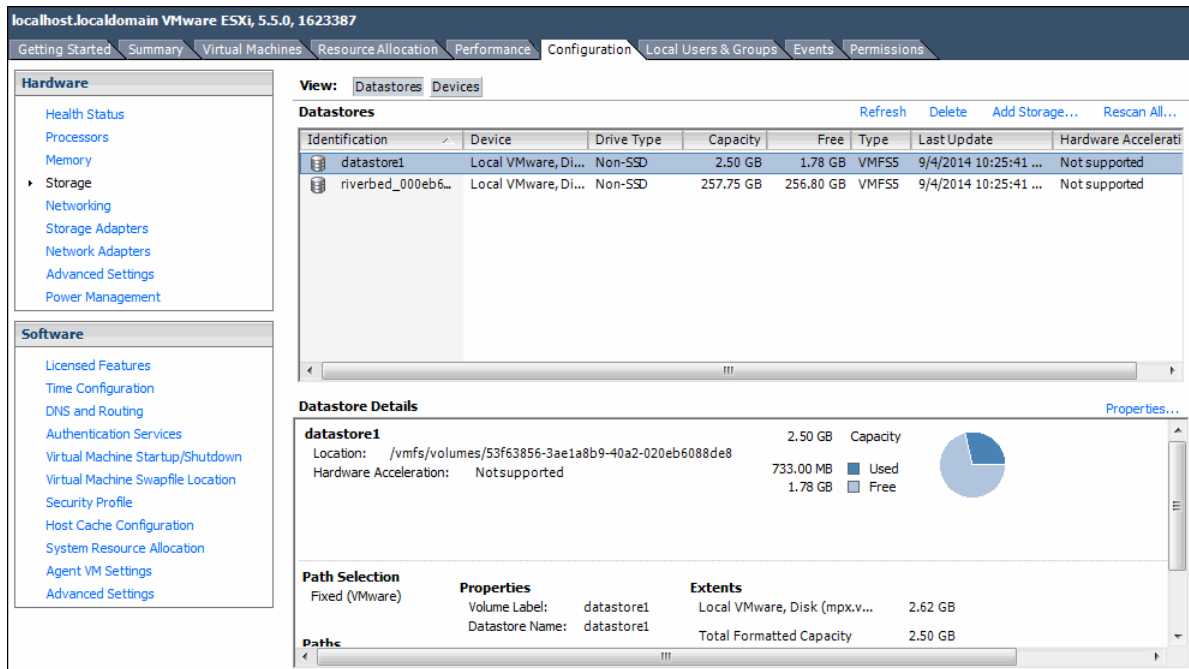 localhost.localdomain VMware ESXi, 5.5.0, 1623387
Getting Started Summary Virtual Machines Resource Allocation Performance Configuration Local Users & Groups Events Permissions
Hardware
Health Status
Processors
Memory
Storage
Networking
Storage Adapters
Network Adapters
Advanced Settings
Power Management
Software
Licensed Features
Time Configuration
DNS and Routing
Authentication Services
Virtual Machine Startup/Shutdown
Virtual Machine Swapfile Location
Security Profile
Host Cache Configuration
System Resource Allocation
Agent VM Settings
Advanced Settings
View: Datastores Devices
Datastores Refresh Delete Add Storage... Rescan All...
Identification Device Drive Type Capacity Free Type Last Update Hardware Accelerati
datastore1 Local VMware, Di... Non-SSD 2.50 GB 1.78 GB VMFS5 9/4/2014 10:25:41 ... Not supported
riverbed_000eb6... Local VMware, Di... Non-SSD 257.75 GB 256.80 GB VMFS5 9/4/2014 10:25:41 ... Not supported
Datastore Details Properties...
datastore1 2.50 GB Capacity
Location: /vmfs/volumes/53f63856-3ae1a8b9-40a2-020eb6088de8
Hardware Acceleration: Not supported 733.00 MB Used
1.78 GB Free
Path Selection
Fixed (VMware)
Paths
Properties
Volume Label: datastore1
Datastore Name: datastore1
Extents
Local VMware, Disk (mpx.v... 2.62 GB
Total Formatted Capacity 2.50 GB